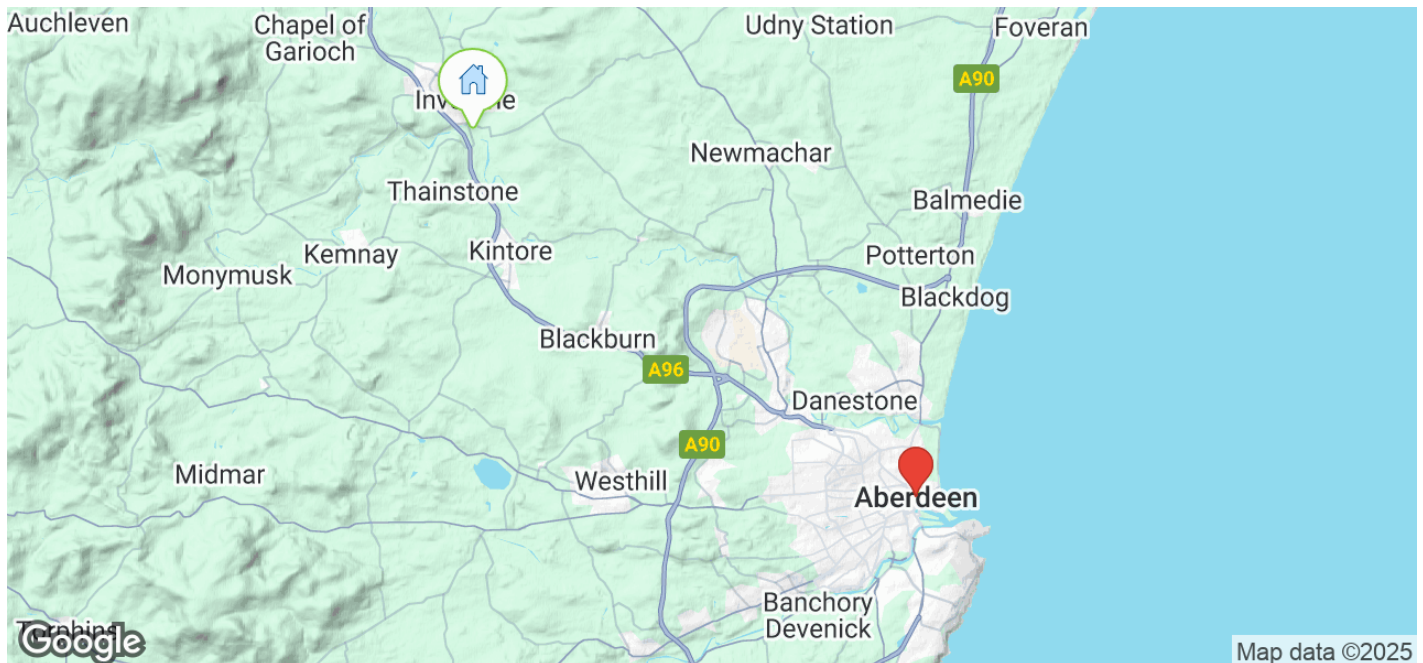 Auchleven
Chapel of
Garioch
Udny Station
Foveran
A90
Newmachar
Thainstone
Balmedie
Kintore
Kemnay
Potterton
Monymusk
Blackdog
Blackburn
A96
Danestone
A90
Midmar
Westhill
Aberdeen
Banchory
Devenick
Google
Map data ©2025